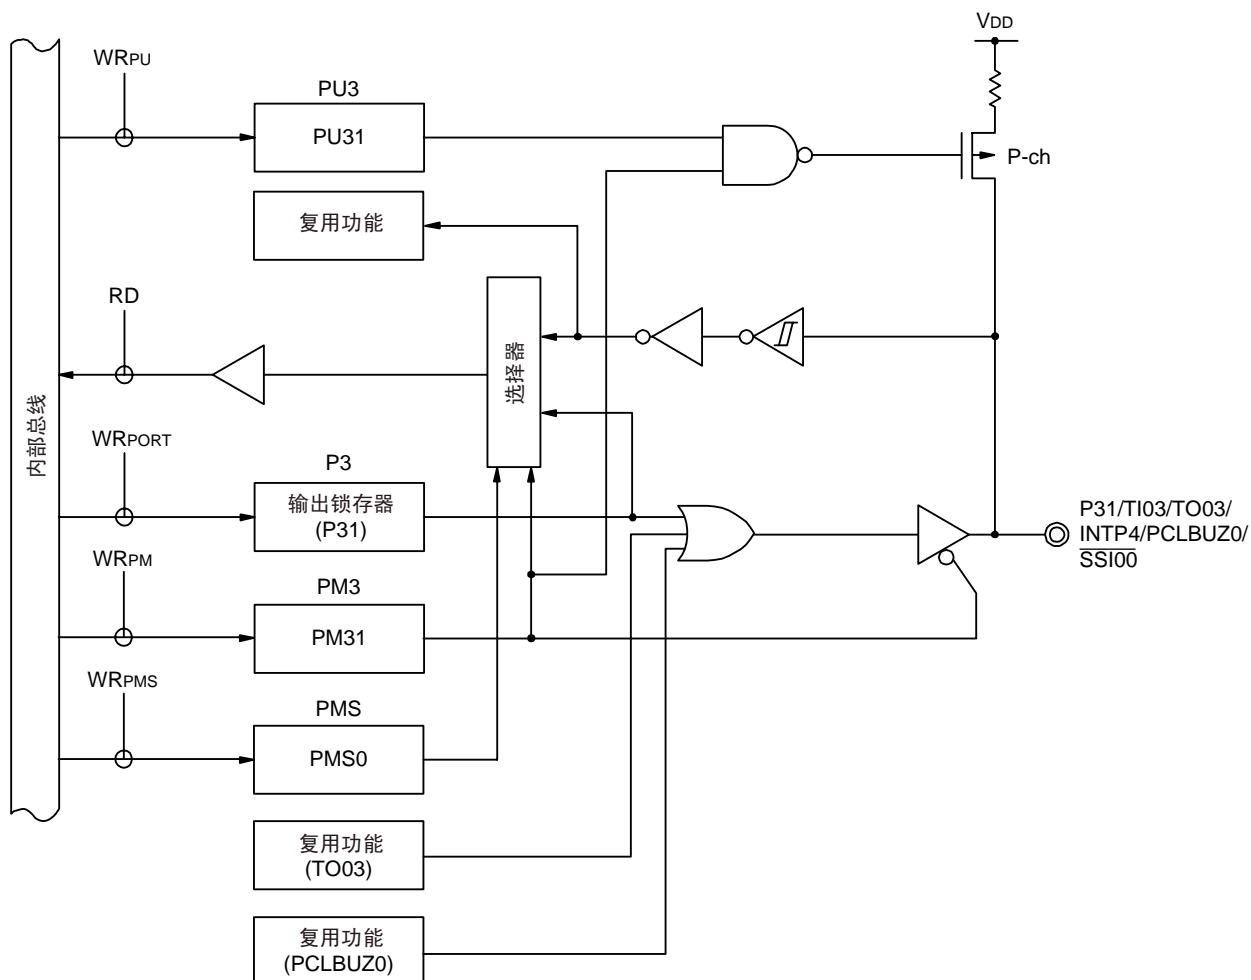 VDD
WRPU
PU3
PU31
P-ch
复用功能
RD
选择器
内部总线
WRPORT
P3
输出锁存器
(P31)
P31/TI03/TO03/
INTP4/PCLBUZ0/
SSI00
WRPM
PM3
PM31
WRPMS
PMS
PMS0
复用功能
(TO03)
复用功能
(PCLBUZ0)